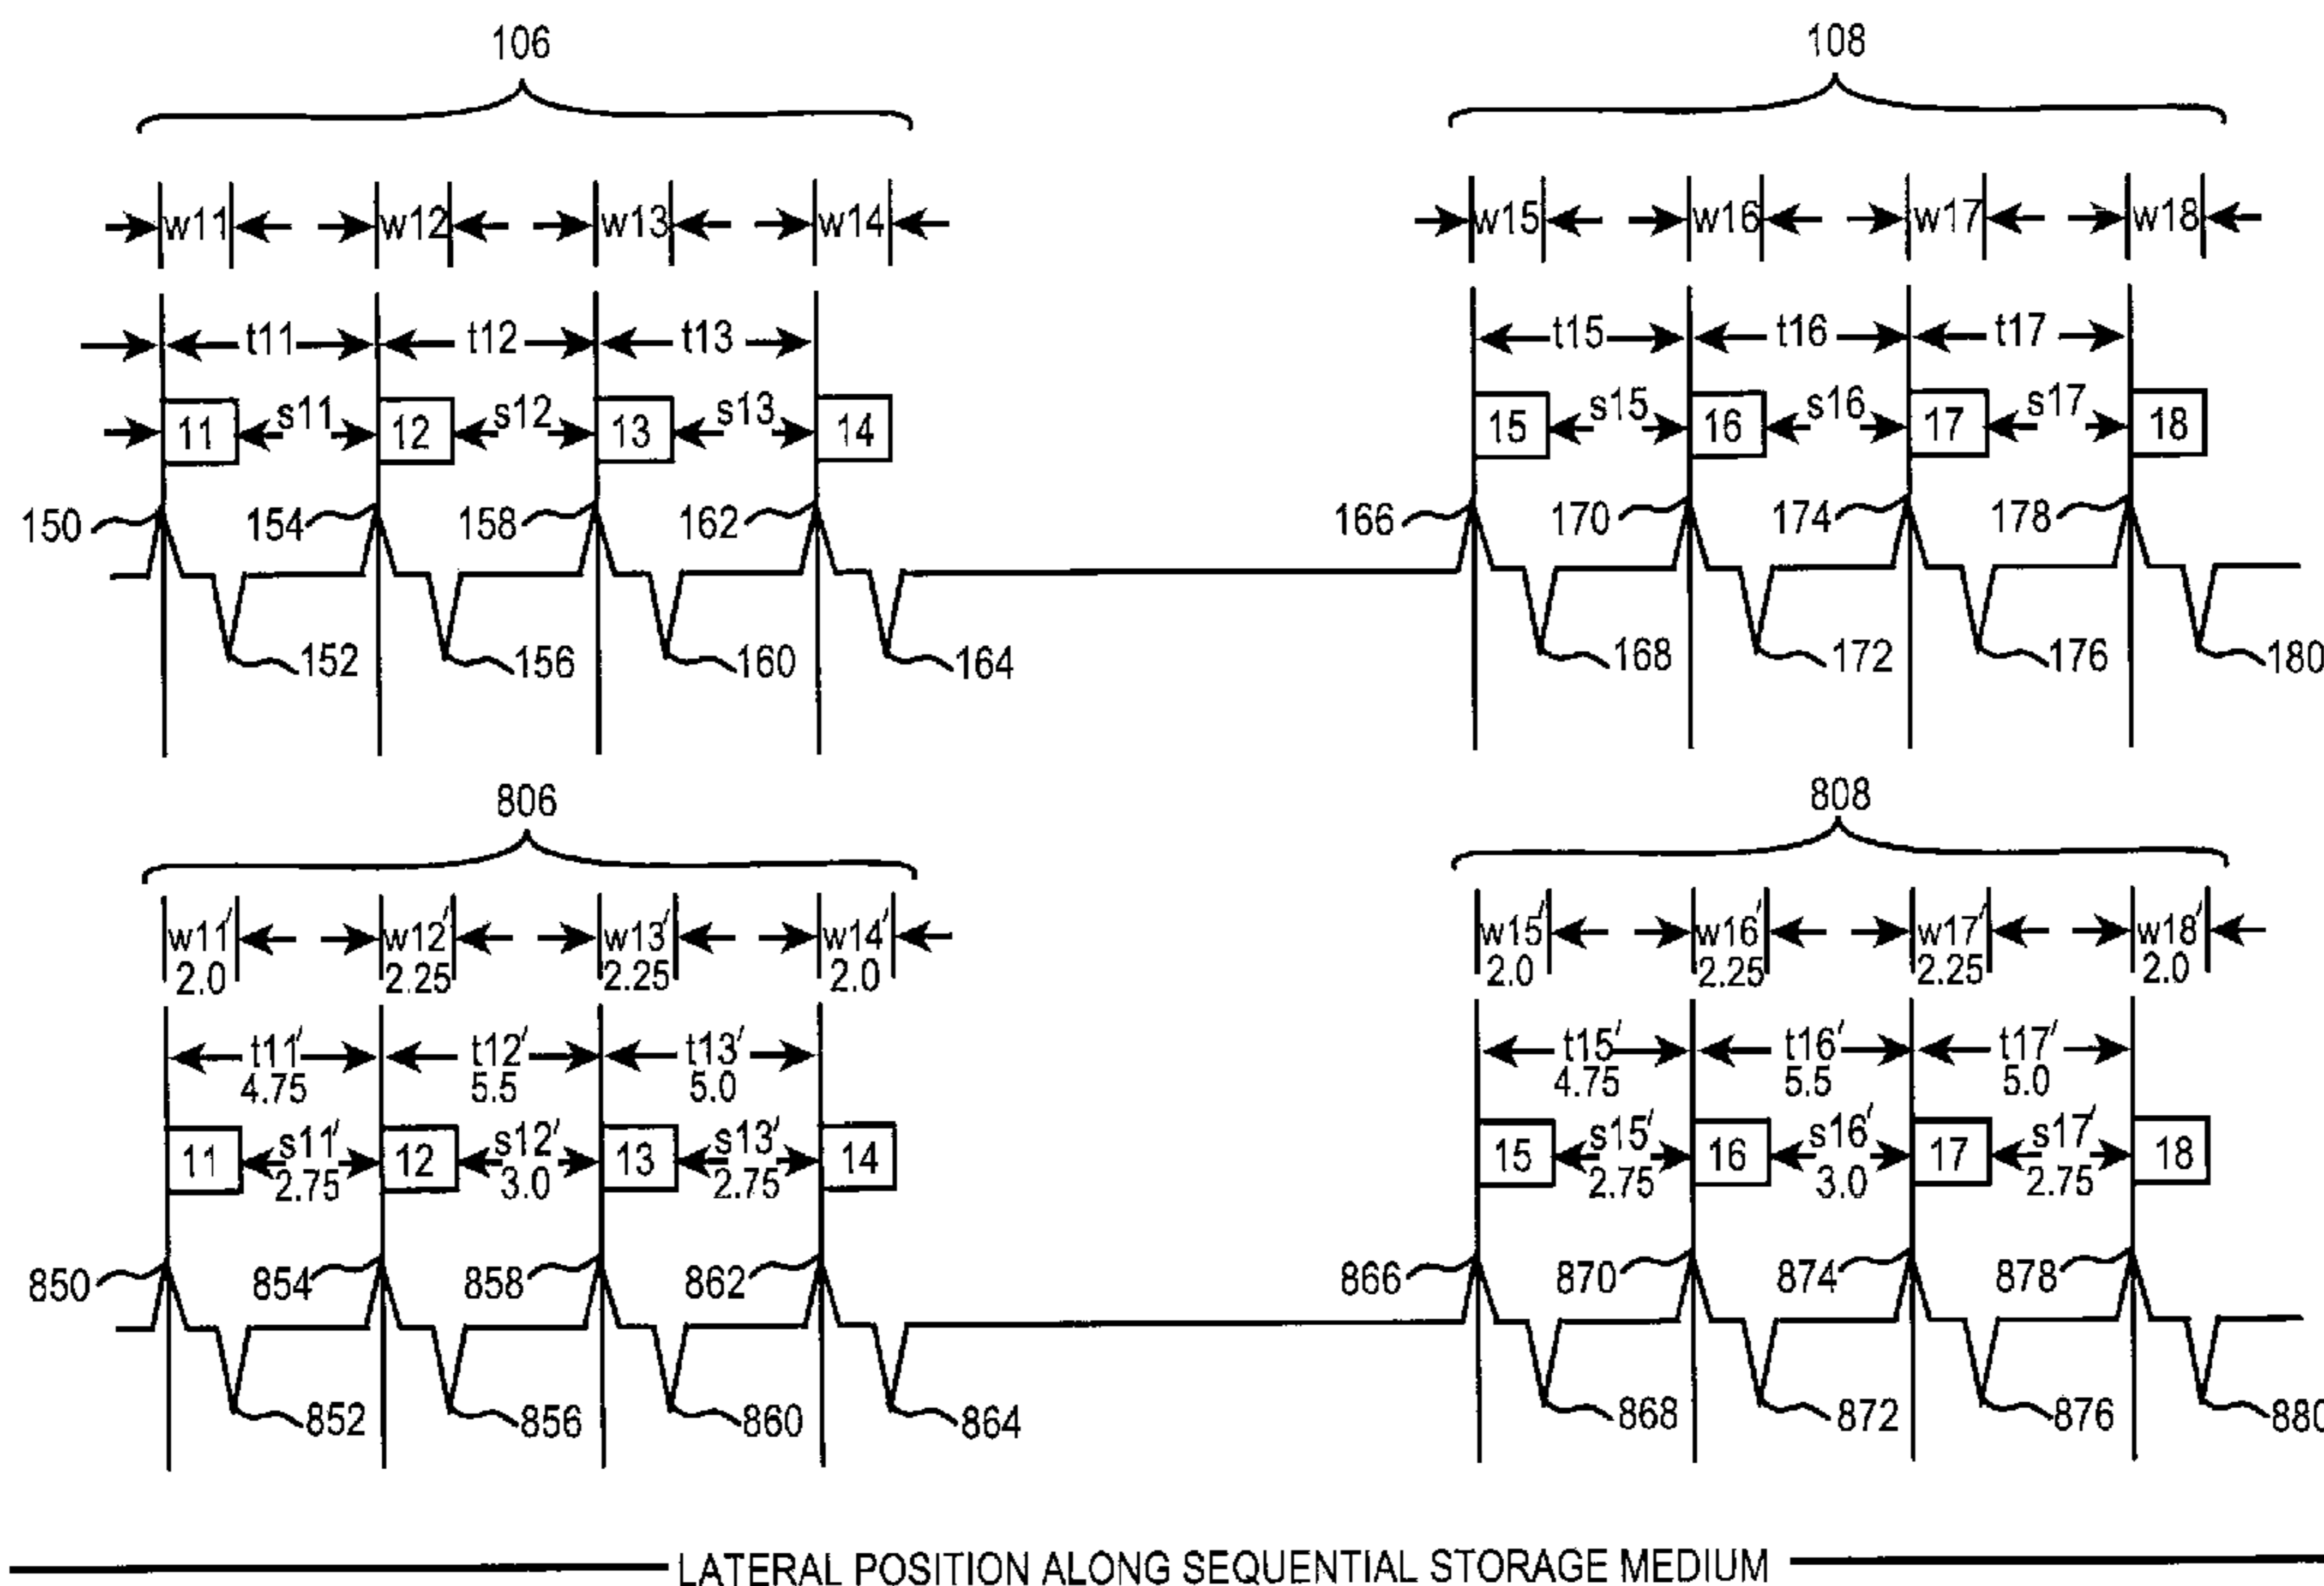 106 108
w11 w12 w13 w14 w15 w16 w17 w18
t11 t12 t13 t15 t16 t17
s11 s12 s13 s15 s16 s17
11 12 13 14 15 16 17 18
150 154 158 162 166 170 174 178
152 156 160 164 168 172 176 180
806 808
w11′ w12′ w13′ w14′ w15′ w16′ w17′ w18′
2.0 2.25 2.25 2.0 2.0 2.25 2.25 2.0
t11′ t12′ t13′ t15′ t16′ t17′
4.75 5.5 5.0 4.75 5.5 5.0
s11′ s12′ s13′ s15′ s16′ s17′
11 12 13 14 15 16 17 18
2.75 3.0 2.75 2.75 3.0 2.75
850 854 858 862 866 870 874 878
852 856 860 864 868 872 876 880
LATERAL POSITION ALONG SEQUENTIAL STORAGE MEDIUM